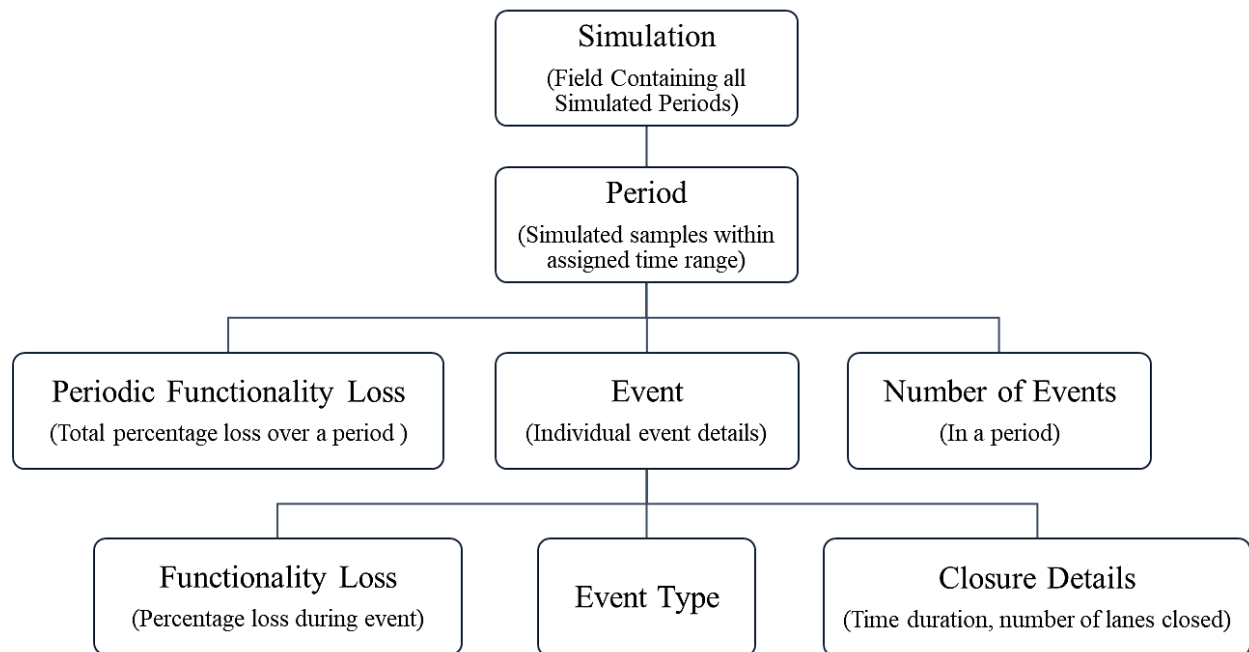 Simulation
(Field Containing all
Simulated Periods)
Period
(Simulated samples within
assigned time range)
Periodic Functionality Loss
(Total percentage loss over a period )
Event
(Individual event details)
Number of Events
(In a period)
Functionality Loss
(Percentage loss during event)
Event Type
Closure Details
(Time duration, number of lanes closed)